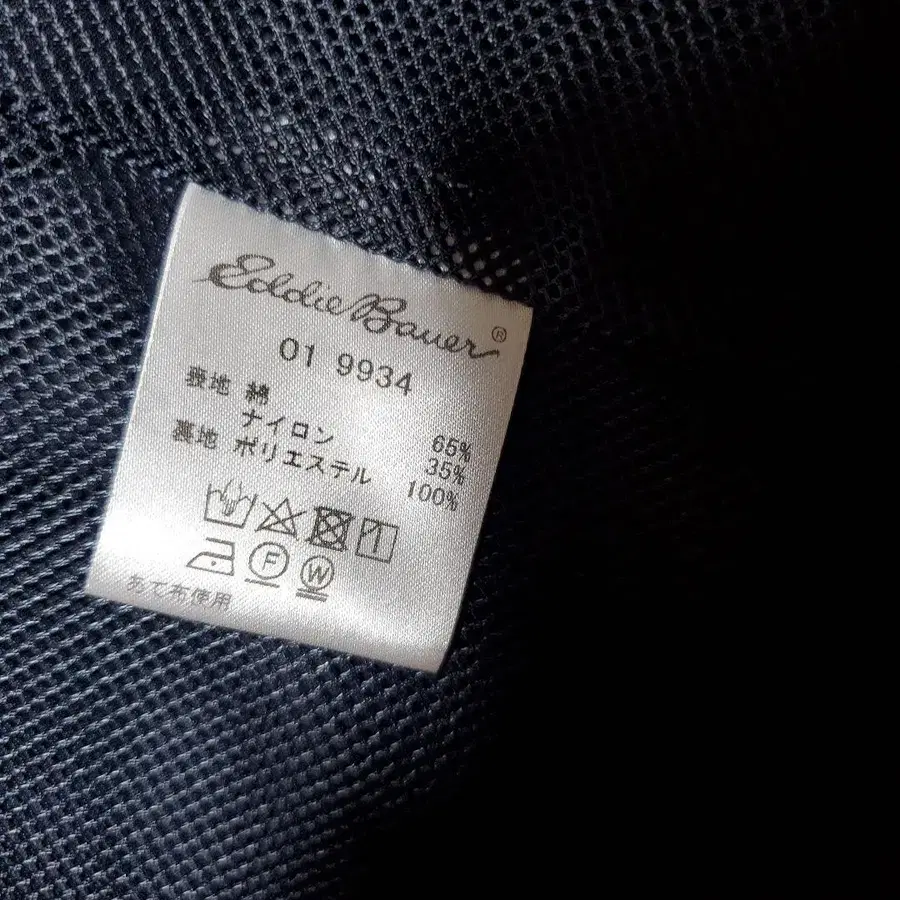 Eddie Bauer®
01 9934
表地 綿 65%
ナイロン 35%
裏地 ポリエステル 100%
F
W
あて布使用